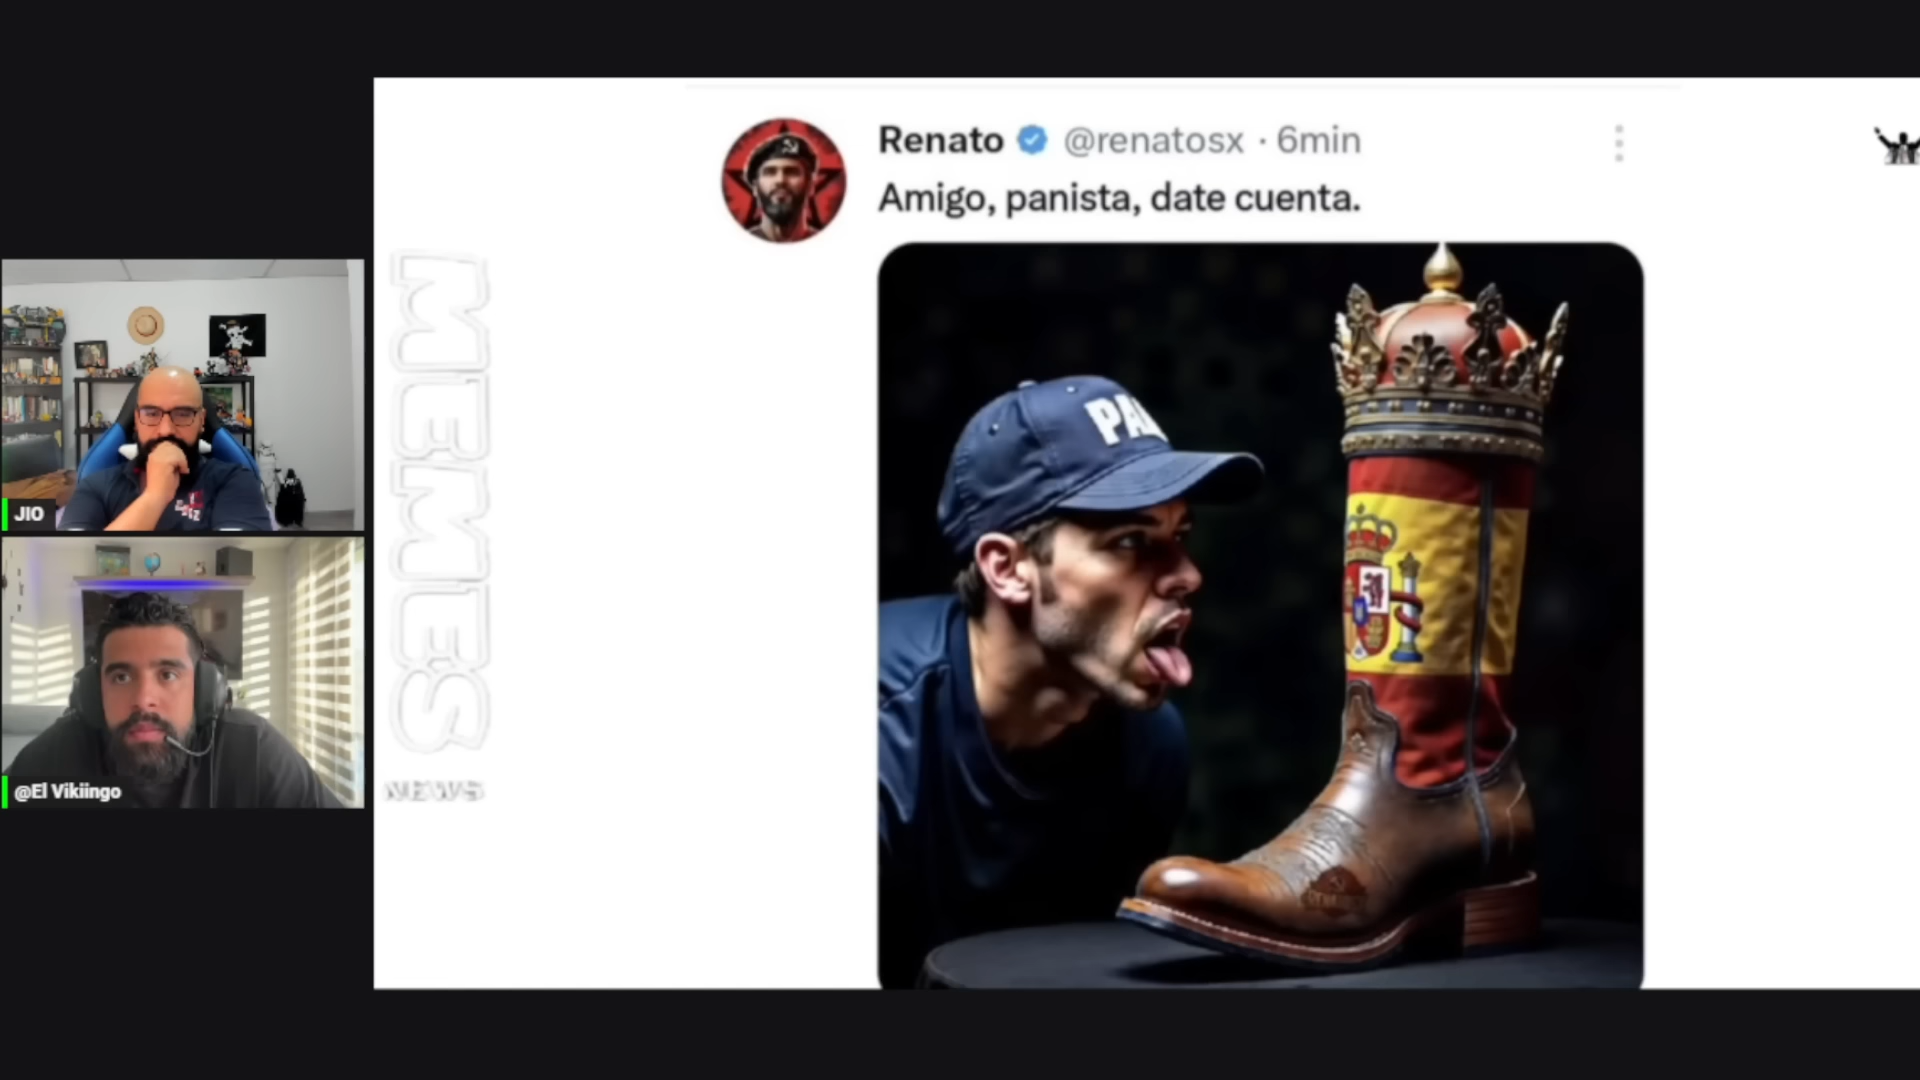 Renato @renatosx · 6min
Amigo, panista, date cuenta.
PA
JIO
@El Vikiingo
MEMES
NEWS